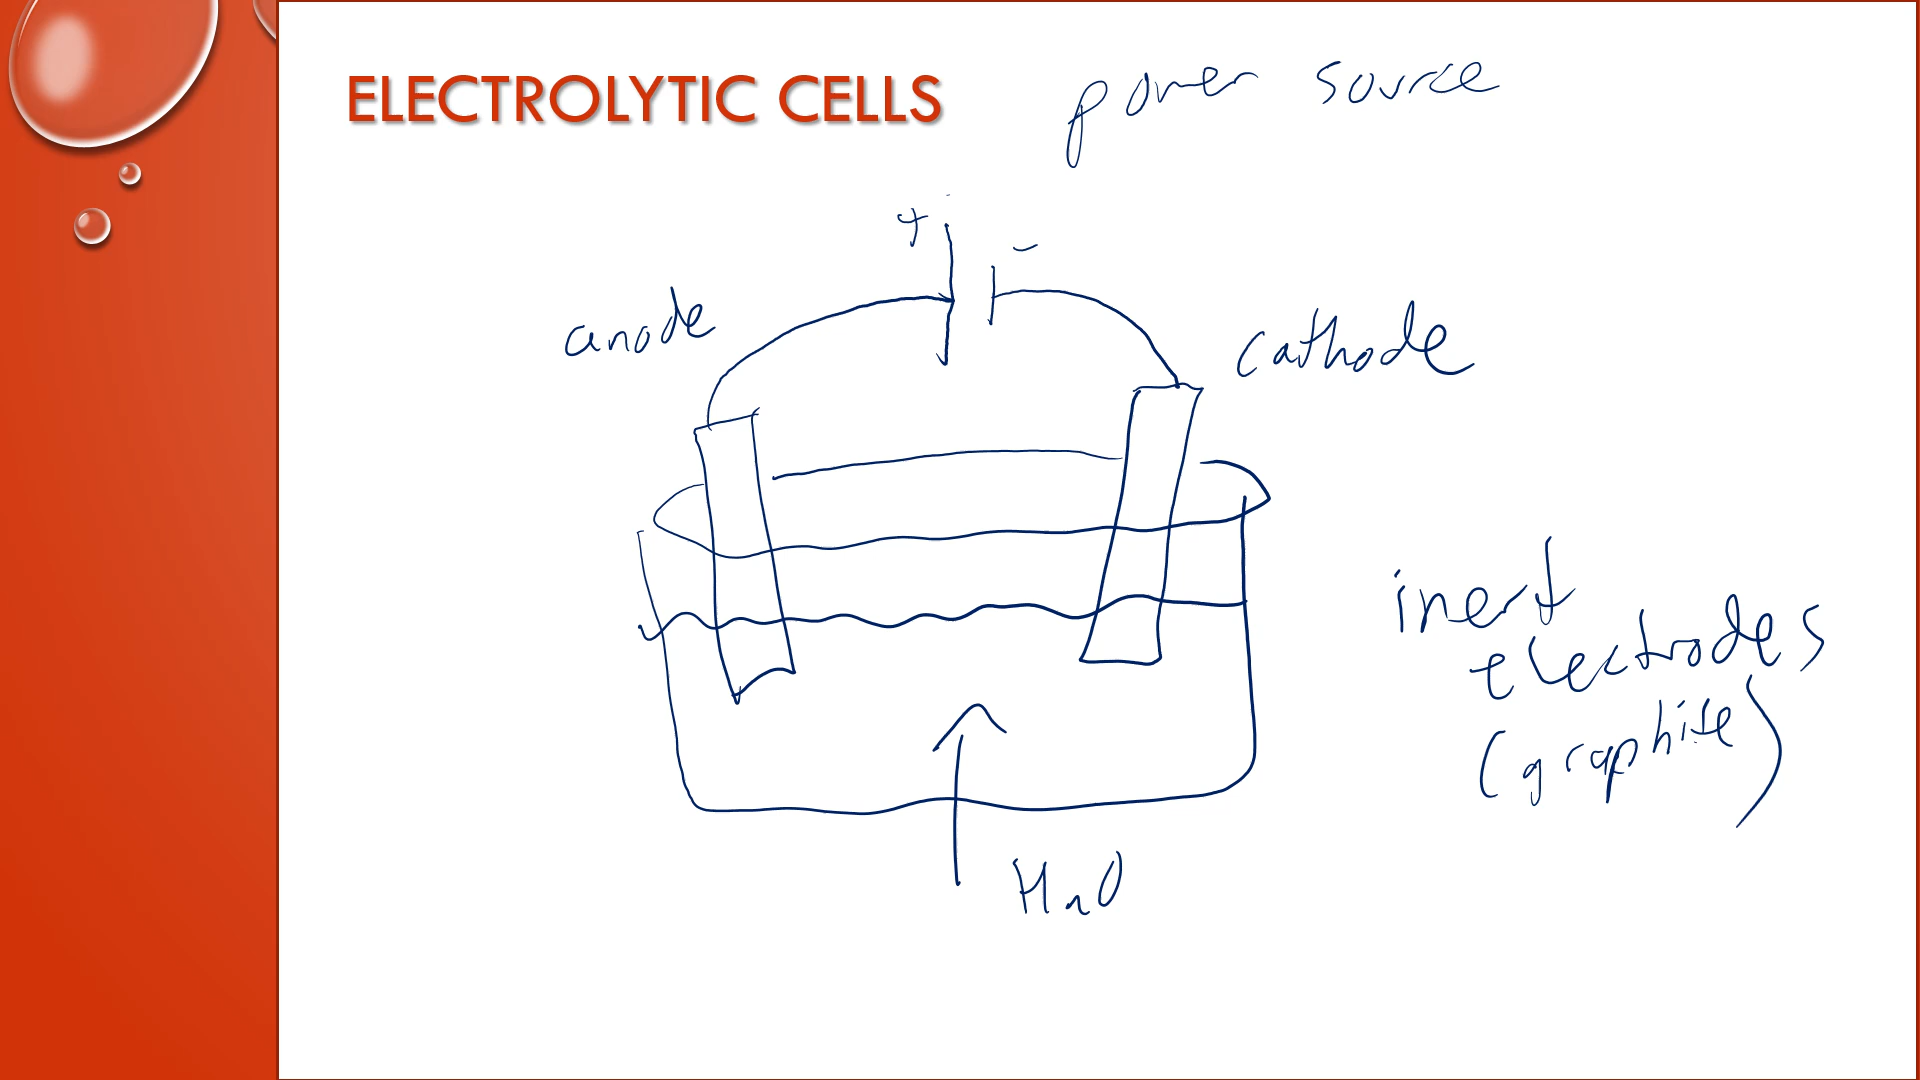 ELECTROLYTIC CELLS
power source
+ -
anode
cathode
inert
electrodes
(graphite)
H2O